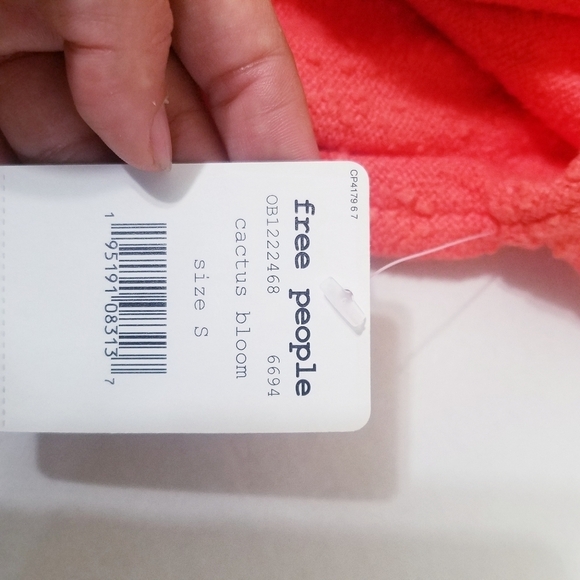 CP417967
free people
OB1222468 6694
cactus bloom
size S
1 95191 08313 7